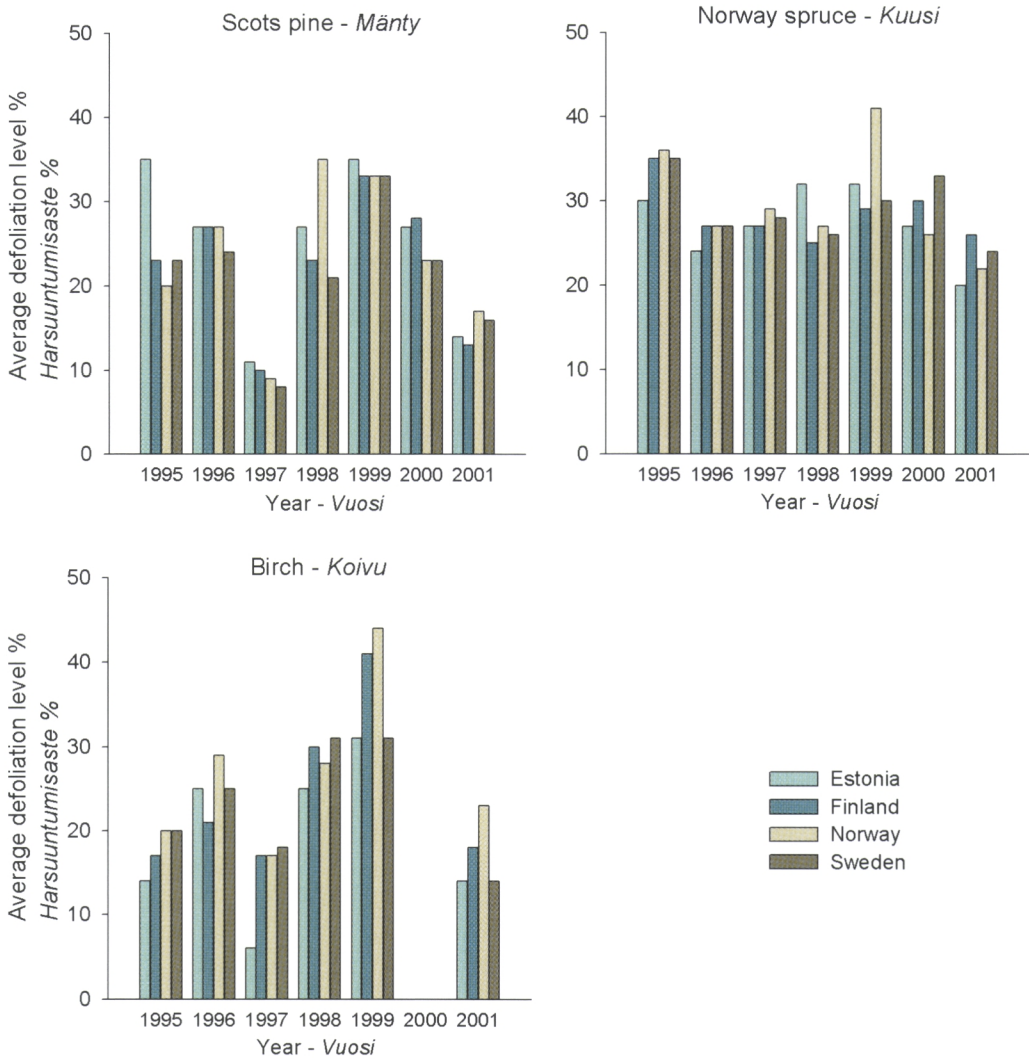 Scots pine - Mänty
Average defoliation level %
Harsuuntumisaste %
50
40
30
20
10
0
1995 1996 1997 1998 1999 2000 2001
Year - Vuosi
Norway spruce - Kuusi
50
40
30
20
10
0
1995 1996 1997 1998 1999 2000 2001
Year - Vuosi
Birch - Koivu
Average defoliation level %
Harsuuntumisaste %
50
40
30
20
10
0
1995 1996 1997 1998 1999 2000 2001
Year - Vuosi
Estonia
Finland
Norway
Sweden